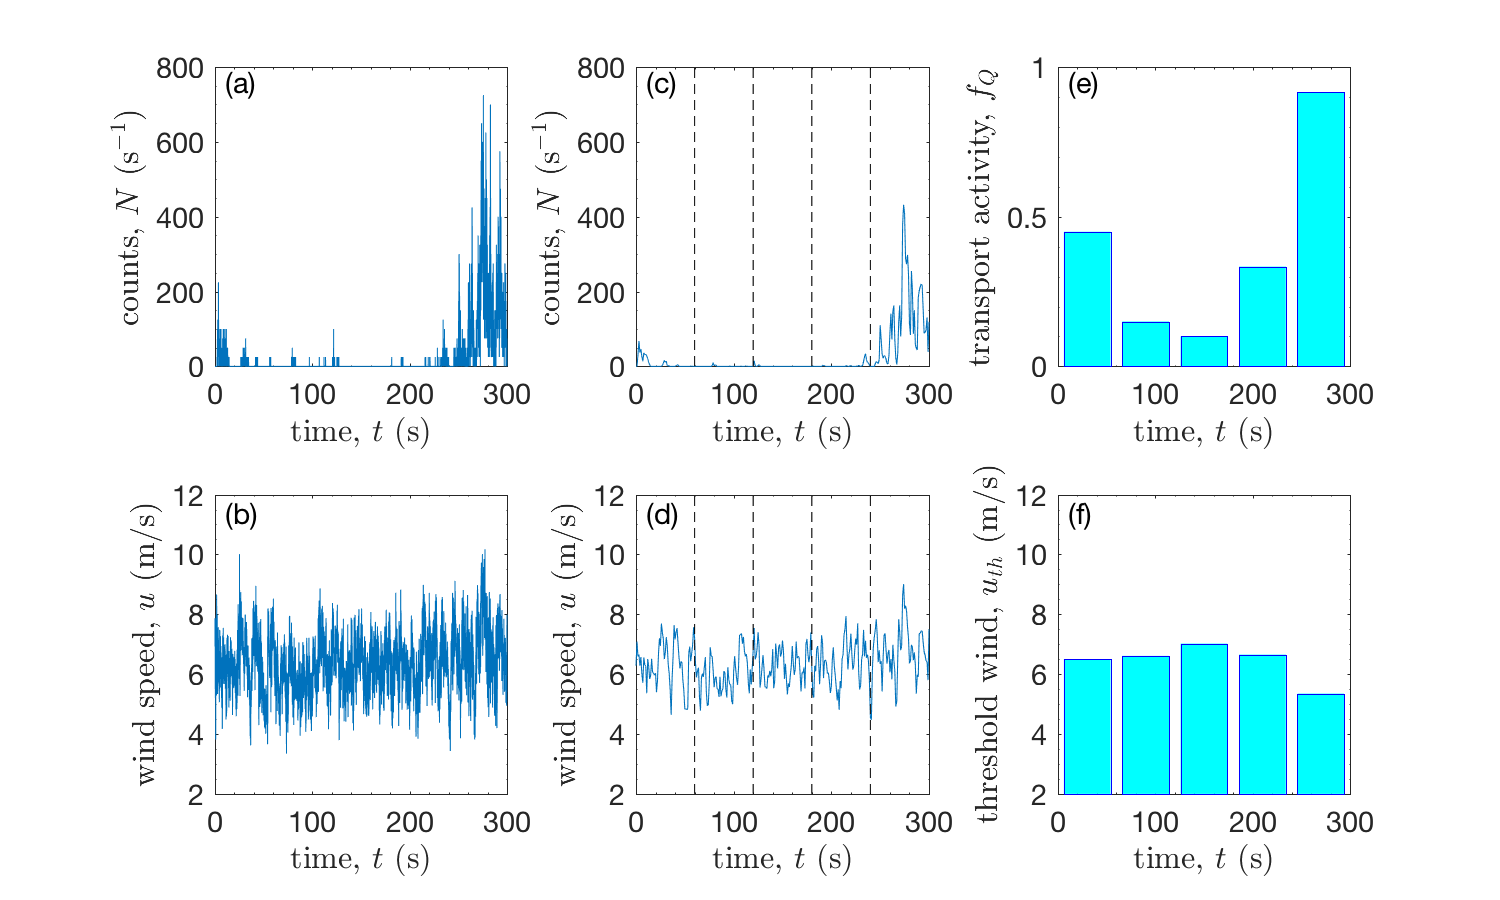 (a)
800
600
400
200
0
counts, N (s⁻¹)
0 100 200 300
time, t (s)
(c)
800
600
400
200
0
counts, N (s⁻¹)
0 100 200 300
time, t (s)
(e)
1
0.5
0
transport activity, f_Q
0 100 200 300
time, t (s)
(b)
12
10
8
6
4
2
wind speed, u (m/s)
0 100 200 300
time, t (s)
(d)
12
10
8
6
4
2
wind speed, u (m/s)
0 100 200 300
time, t (s)
(f)
12
10
8
6
4
2
threshold wind, u_th (m/s)
0 100 200 300
time, t (s)